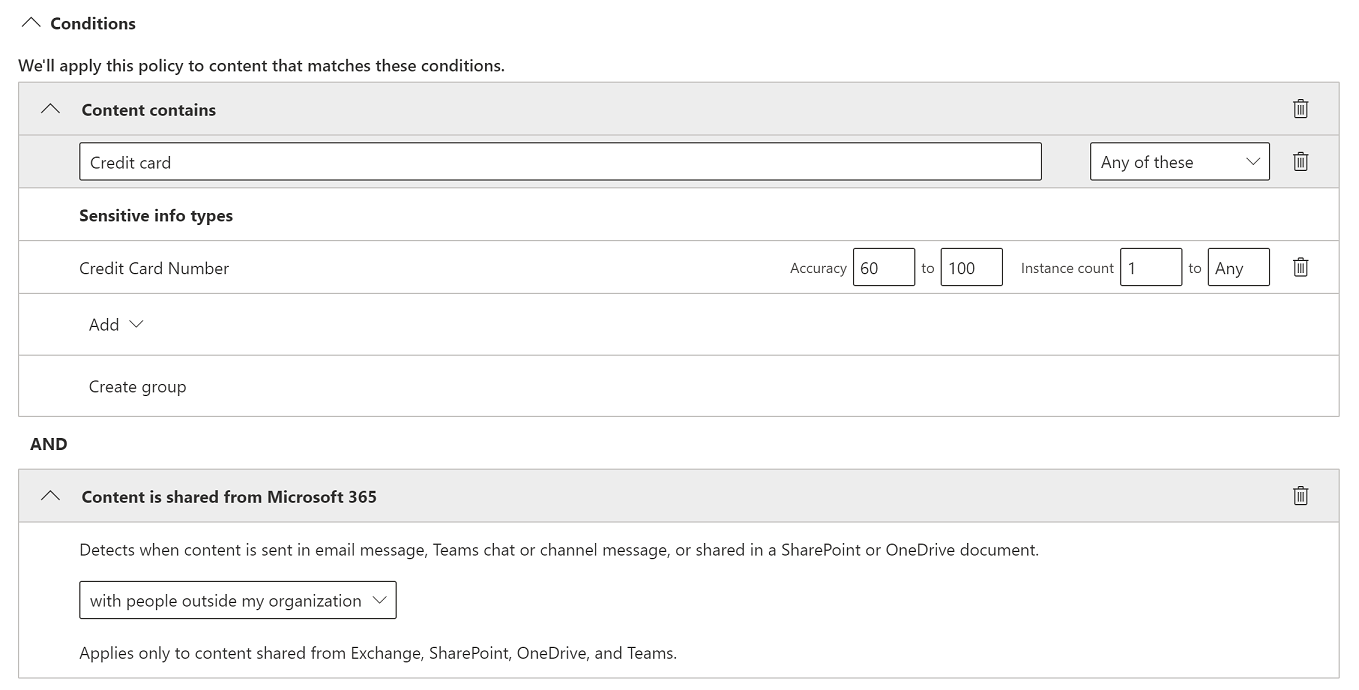 Conditions
We'll apply this policy to content that matches these conditions.
Content contains
Credit card Any of these
Sensitive info types
Credit Card Number Accuracy 60 to 100 Instance count 1 to Any
Add
Create group
AND
Content is shared from Microsoft 365
Detects when content is sent in email message, Teams chat or channel message, or shared in a SharePoint or OneDrive document.
with people outside my organization
Applies only to content shared from Exchange, SharePoint, OneDrive, and Teams.